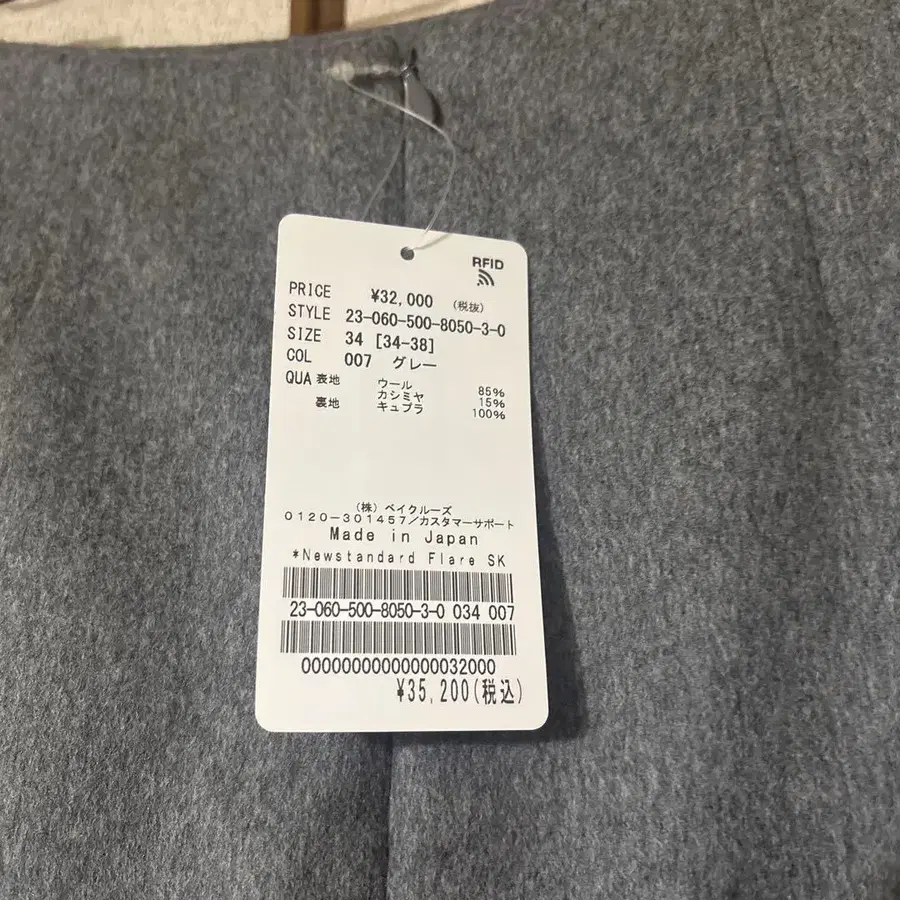 RFID
PRICE ¥32,000 (税抜)
STYLE 23-060-500-8050-3-0
SIZE 34 [34-38]
COL 007 グレー
QUA 表地 ウール 85%
カシミヤ 15%
裏地 キュプラ 100%
(株) ベイクルーズ
0120-301457/カスタマーサポート
Made in Japan
*Newstandard Flare SK
23-060-500-8050-3-0 034 007
00000000000000032000
¥35,200(税込)